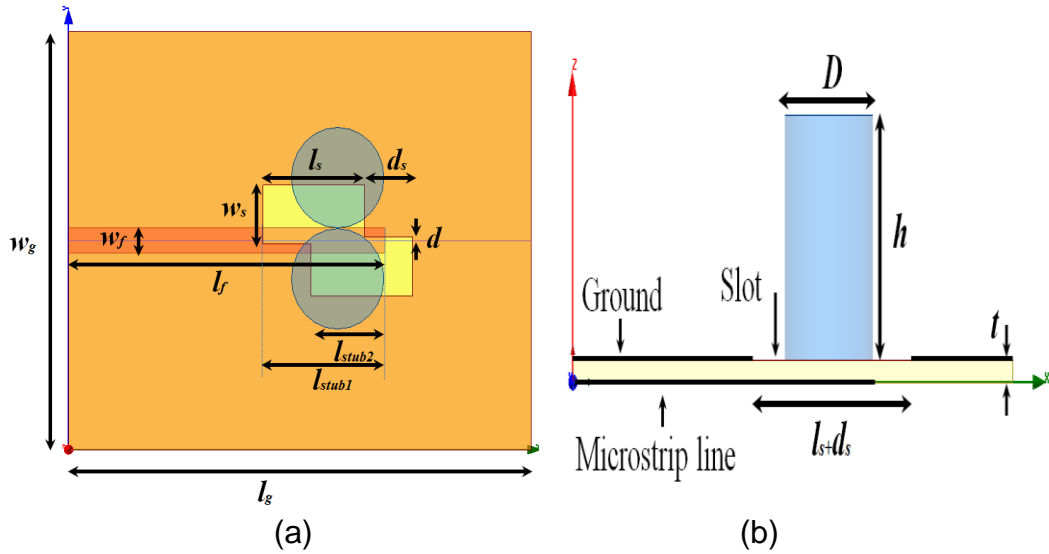 Y
l_s
d_s
w_s
w_g
w_f
d
l_f
l_stub2
l_stub1
l_g
(a)
Z
D
h
Ground
Slot
t
X
l_s+d_s
Microstrip line
(b)